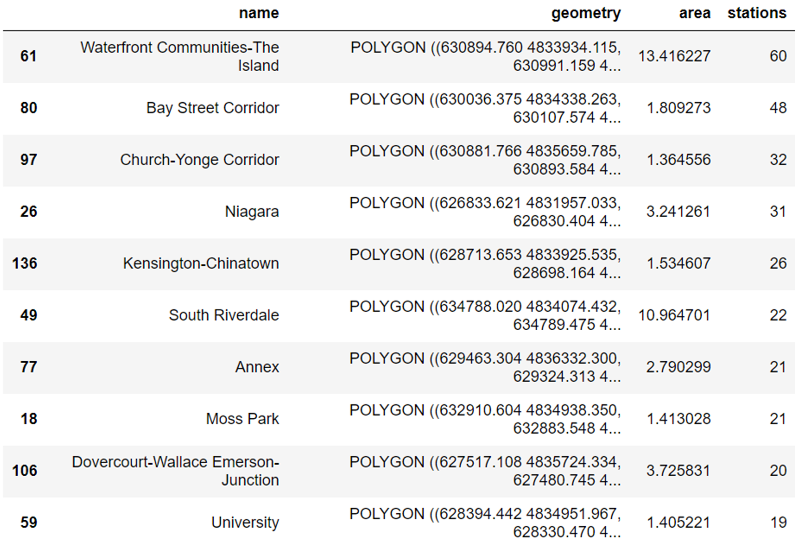 name geometry area stations
61 Waterfront Communities-The Island POLYGON ((630894.760 4833934.115, 630991.159 4... 13.416227 60
80 Bay Street Corridor POLYGON ((630036.375 4834338.263, 630107.574 4... 1.809273 48
97 Church-Yonge Corridor POLYGON ((630881.766 4835659.785, 630893.584 4... 1.364556 32
26 Niagara POLYGON ((626833.621 4831957.033, 626830.404 4... 3.241261 31
136 Kensington-Chinatown POLYGON ((628713.653 4833925.535, 628698.164 4... 1.534607 26
49 South Riverdale POLYGON ((634788.020 4834074.432, 634789.475 4... 10.964701 22
77 Annex POLYGON ((629463.304 4836332.300, 629324.313 4... 2.790299 21
18 Moss Park POLYGON ((632910.604 4834938.350, 632883.548 4... 1.413028 21
106 Dovercourt-Wallace Emerson-Junction POLYGON ((627517.108 4835724.334, 627480.745 4... 3.725831 20
59 University POLYGON ((628394.442 4834951.967, 628330.470 4... 1.405221 19